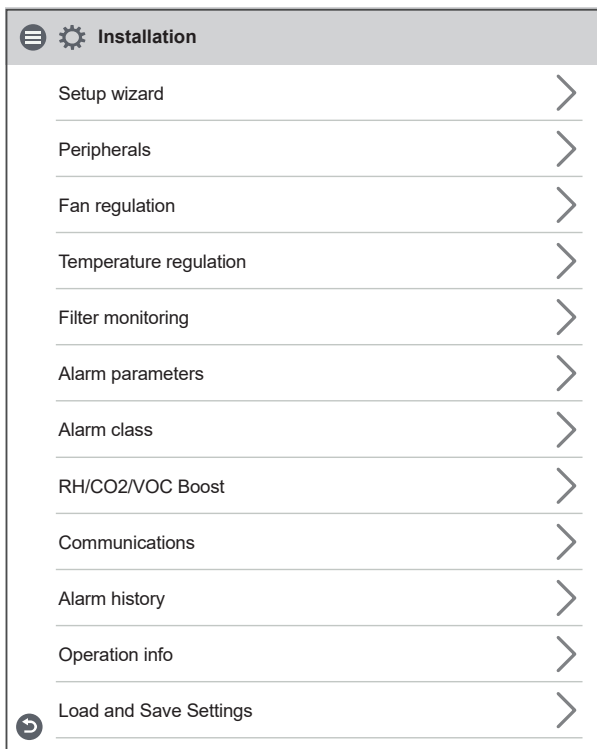 Installation
Setup wizard
Peripherals
Fan regulation
Temperature regulation
Filter monitoring
Alarm parameters
Alarm class
RH/CO2/VOC Boost
Communications
Alarm history
Operation info
Load and Save Settings